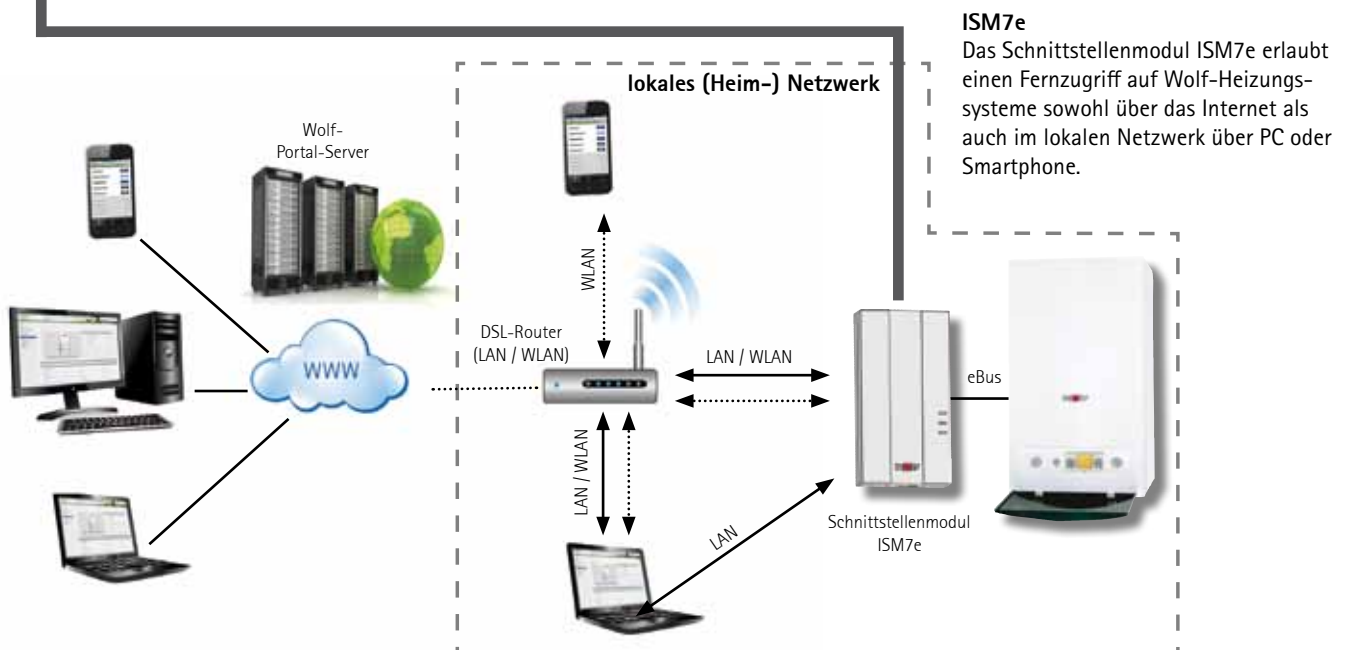 ISM7e
Das Schnittstellenmodul ISM7e erlaubt
einen Fernzugriff auf Wolf-Heizungs-
systeme sowohl über das Internet als
auch im lokalen Netzwerk über PC oder
Smartphone.
lokales (Heim-) Netzwerk
Wolf-
Portal-Server
WLAN
DSL-Router
(LAN / WLAN)
WWW
LAN / WLAN
eBus
LAN / WLAN
LAN
Schnittstellenmodul
ISM7e